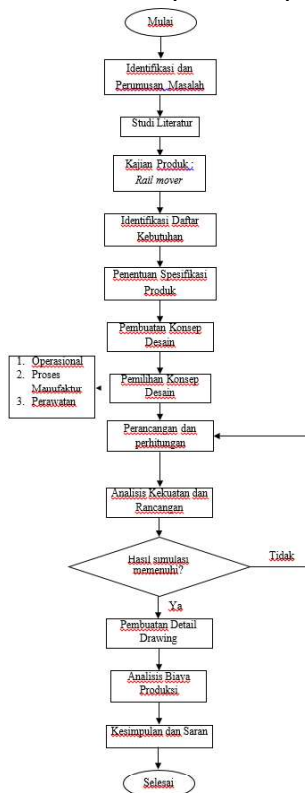 Mulai
Identifikasi dan
Perumusan Masalah
Studi Literatur
Kajian Produk :
Rail mover
Identifikasi Daftar
Kebutuhan
Penentuan Spesifikasi
Produk
Pembuatan Konsep
Desain
1. Operasional
2. Proses
Manufaktur
3. Perawatan
Pemilihan Konsep
Desain
Perancangan dan
perhitungan
Analisis Kekuatan dan
Rancangan
Hasil simulasi
memenuhi?
Tidak
Ya
Pembuatan Detail
Drawing
Analisis Biaya
Produksi
Kesimpulan dan Saran
Selesai